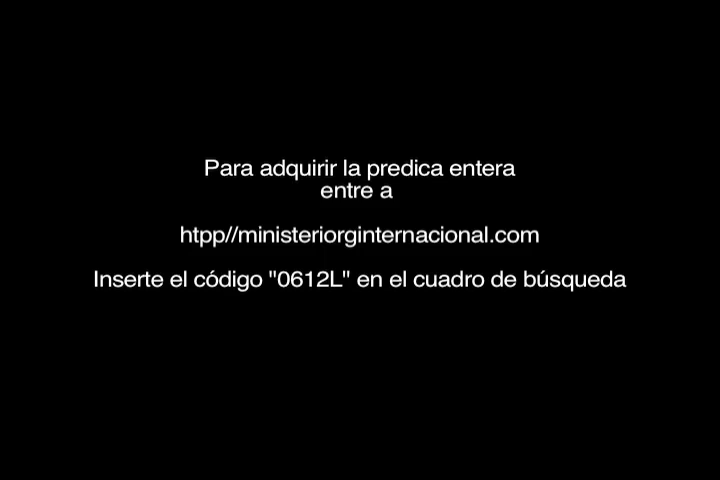 Para adquirir la predica entera
entre a
htpp//ministeriorginternacional.com
Inserte el código "0612L" en el cuadro de búsqueda